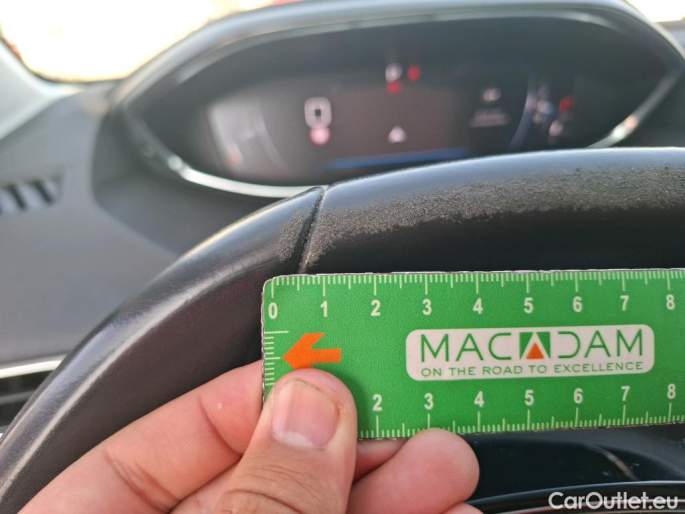 0 1 2 3 4 5 6 7 8
MACADAM
ON THE ROAD TO EXCELLENCE
2 3 4 5 6 7 8
CarOutlet.eu